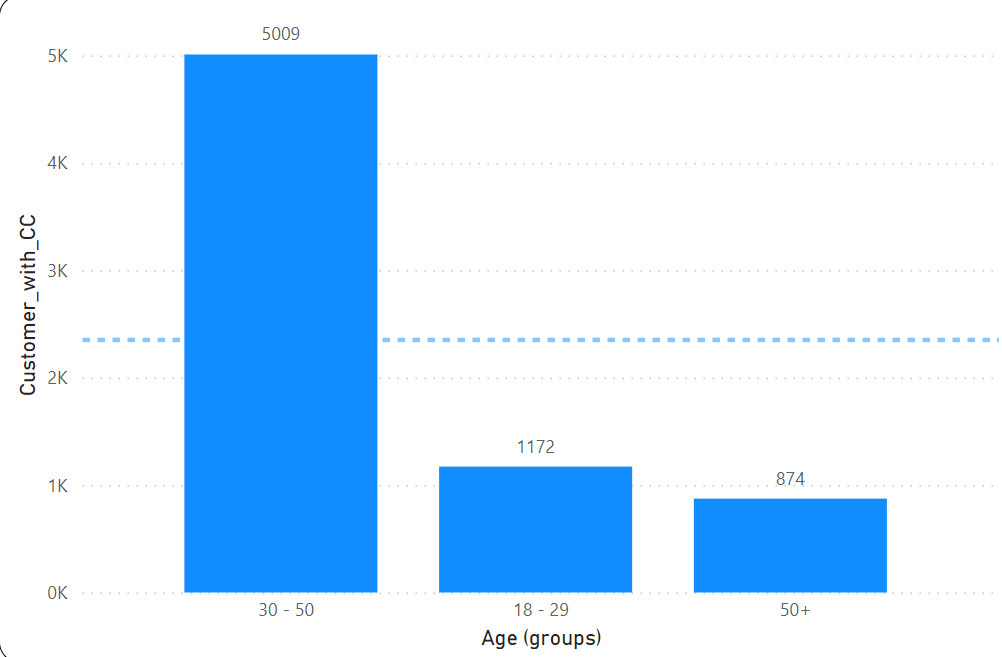 5009
5K
4K
3K
2K
1K
0K
Customer_with_CC
1172
874
30 - 50
18 - 29
50+
Age (groups)